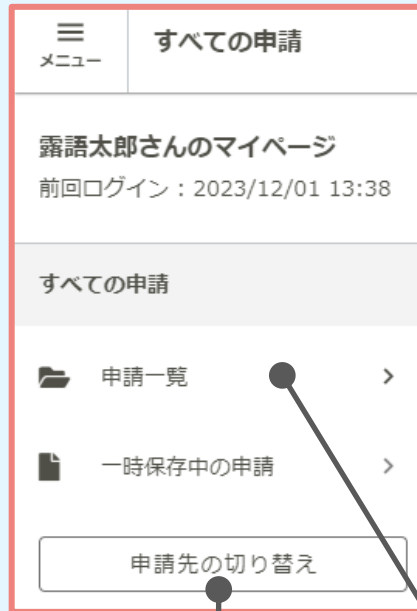 メニュー
すべての申請
露語太郎さんのマイページ
前回ログイン：2023/12/01 13:38
すべての申請
申請一覧
一時保存中の申請
申請先の切り替え